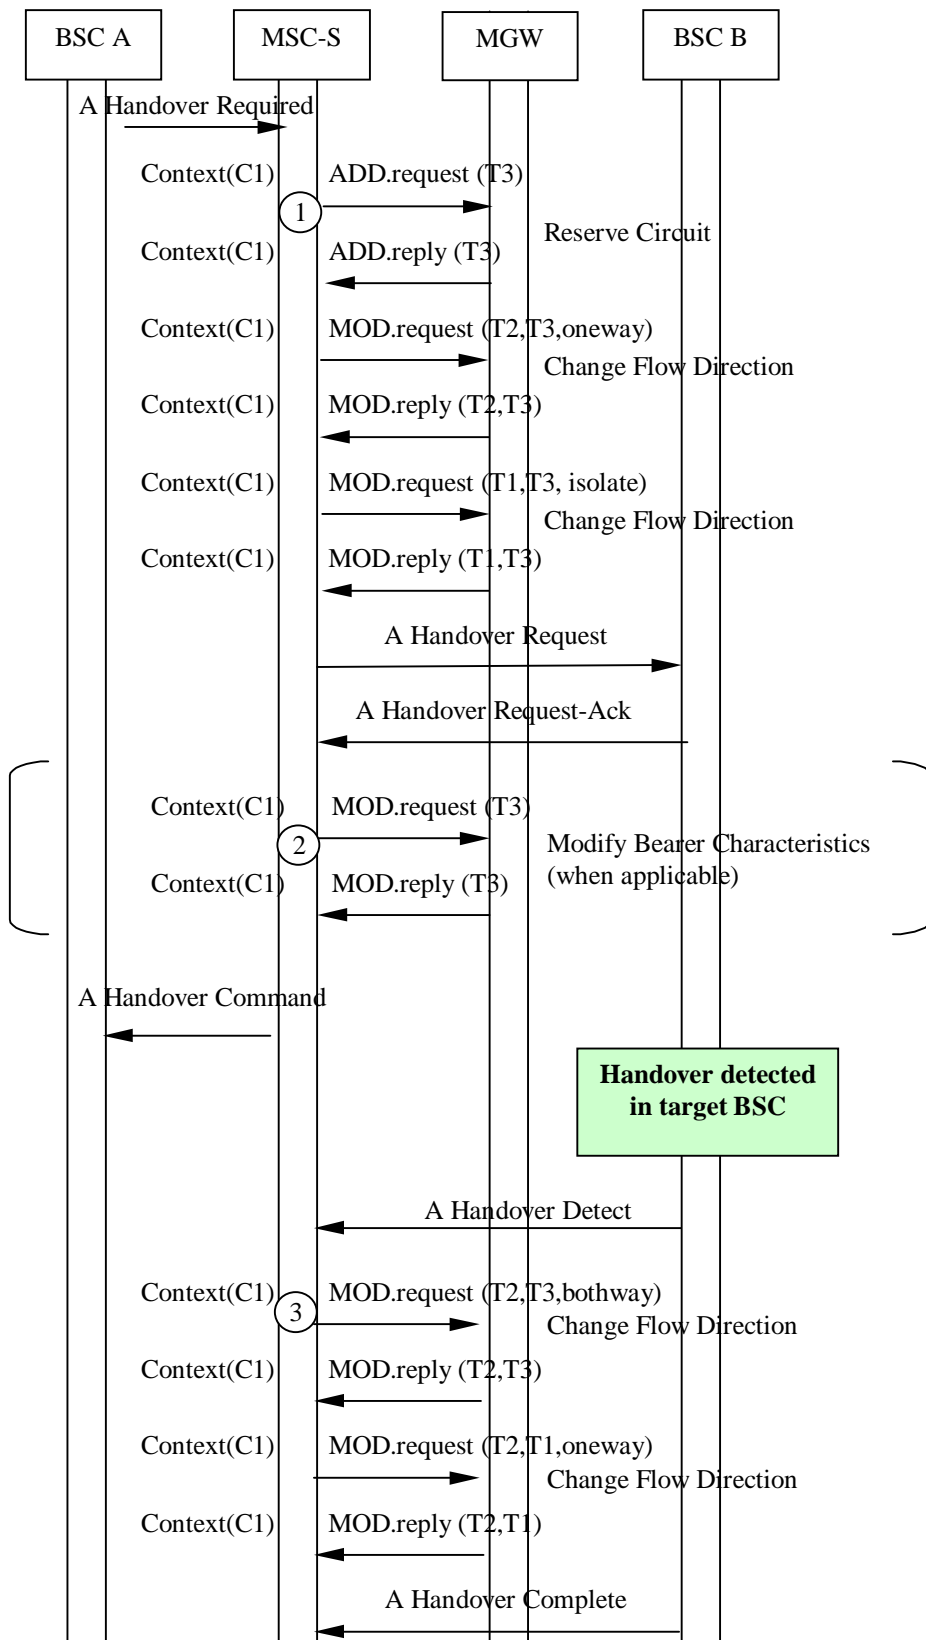 BSC A
MSC-S
MGW
BSC B
A Handover Required
Context(C1)
ADD.request (T3)
1
Reserve Circuit
Context(C1)
ADD.reply (T3)
Context(C1)
MOD.request (T2,T3,oneway)
Change Flow Direction
Context(C1)
MOD.reply (T2,T3)
Context(C1)
MOD.request (T1,T3, isolate)
Change Flow Direction
Context(C1)
MOD.reply (T1,T3)
A Handover Request
A Handover Request-Ack
Context(C1)
MOD.request (T3)
2
Modify Bearer Characteristics
(when applicable)
Context(C1)
MOD.reply (T3)
A Handover Command
Handover detected
in target BSC
A Handover Detect
Context(C1)
MOD.request (T2,T3,bothway)
3
Change Flow Direction
Context(C1)
MOD.reply (T2,T3)
Context(C1)
MOD.request (T2,T1,oneway)
Change Flow Direction
Context(C1)
MOD.reply (T2,T1)
A Handover Complete